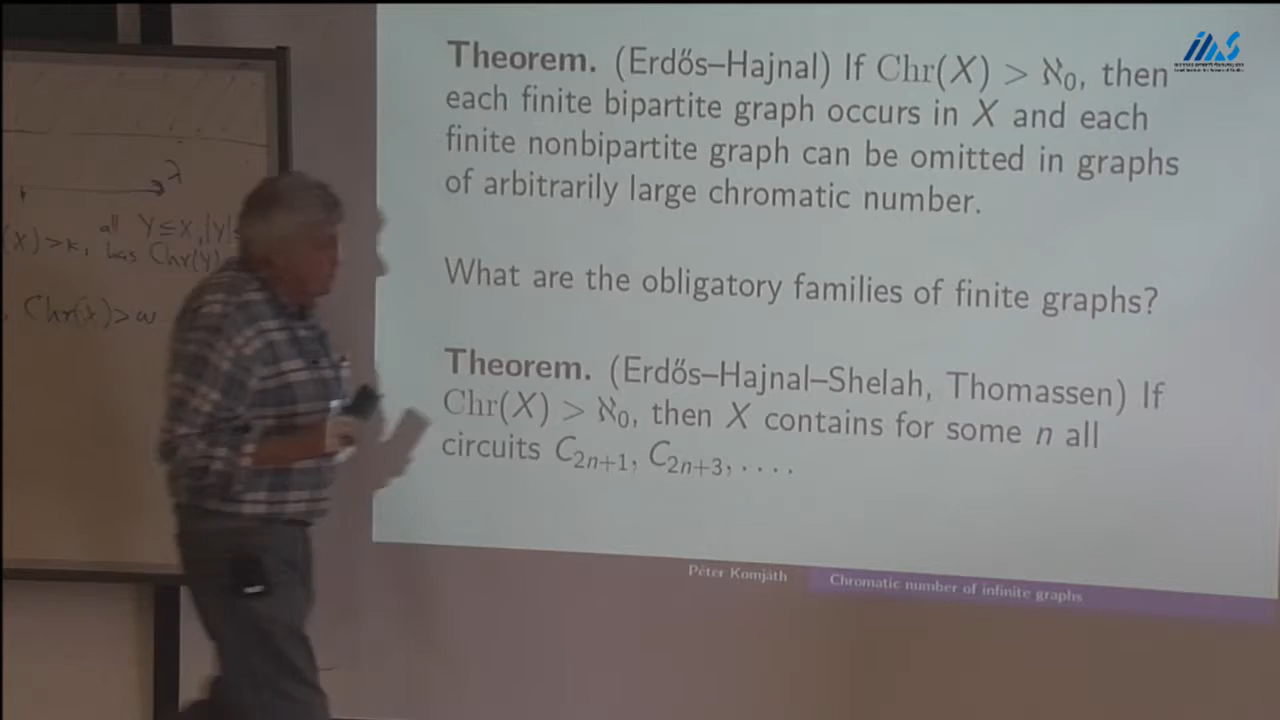 Theorem. (Erdős–Hajnal) If Chr(X) > ℵ₀, then
each finite bipartite graph occurs in X and each
finite nonbipartite graph can be omitted in graphs
of arbitrarily large chromatic number.
What are the obligatory families of finite graphs?
Theorem. (Erdős–Hajnal–Shelah, Thomassen) If
Chr(X) > ℵ₀, then X contains for some n all
circuits C₂ₙ₊₁, C₂ₙ₊₃, . . . .
Péter Komjáth Chromatic number of infinite graphs
λ
all Y≤X, |Y|
(X)>κ, has Chr(Y)
Chr(X)>ω